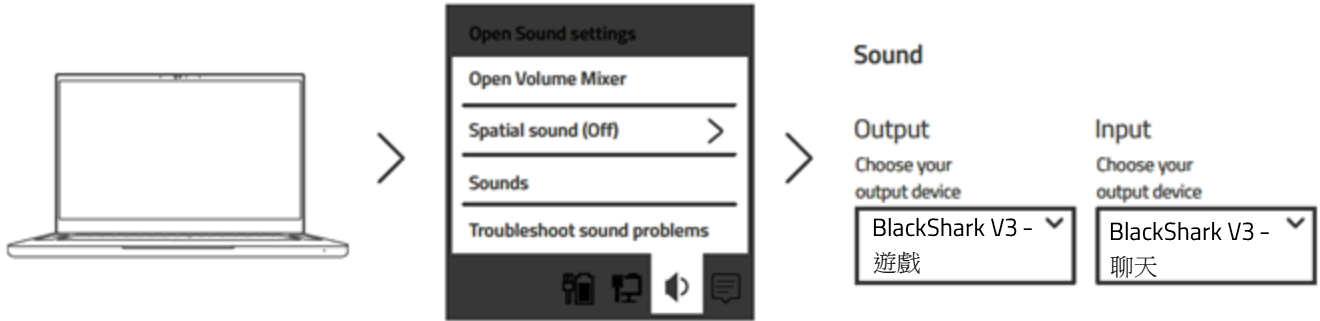 Open Sound settings
Open Volume Mixer
Spatial sound (Off)
Sounds
Troubleshoot sound problems
Sound
Output
Choose your
output device
BlackShark V3 -
遊戲
Input
Choose your
output device
BlackShark V3 -
聊天